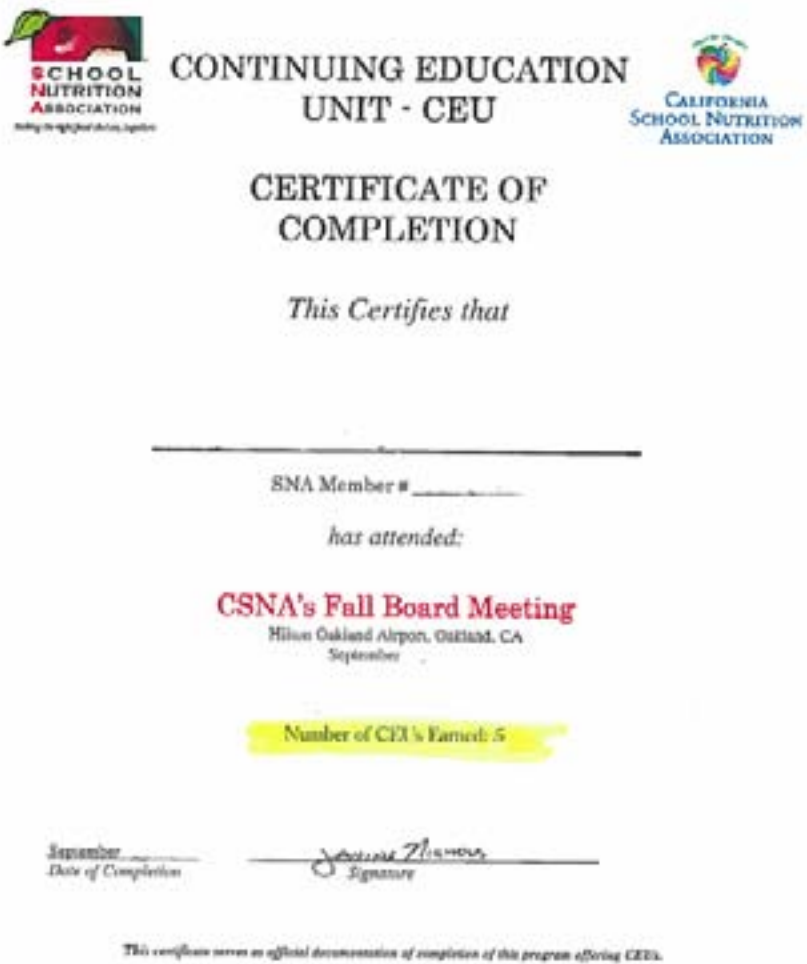 SCHOOL
NUTRITION
ASSOCIATION
CONTINUING EDUCATION
UNIT - CEU
CALIFORNIA
SCHOOL NUTRITION
ASSOCIATION
CERTIFICATE OF
COMPLETION
This Certifies that
SNA Member #
has attended:
CSNA's Fall Board Meeting
Hilton Oakland Airport, Oakland, CA
September
Number of CEU's Earned: 5
September
Date of Completion
Signature
This certificate serves as official documentation of completion of this program offering CEUs.